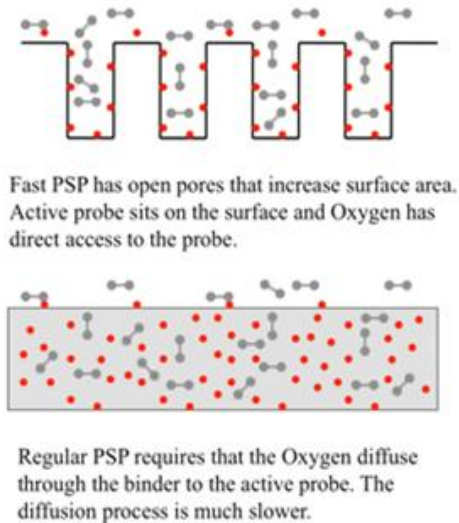 Fast PSP has open pores that increase surface area.
Active probe sits on the surface and Oxygen has
direct access to the probe.
Regular PSP requires that the Oxygen diffuse
through the binder to the active probe. The
diffusion process is much slower.